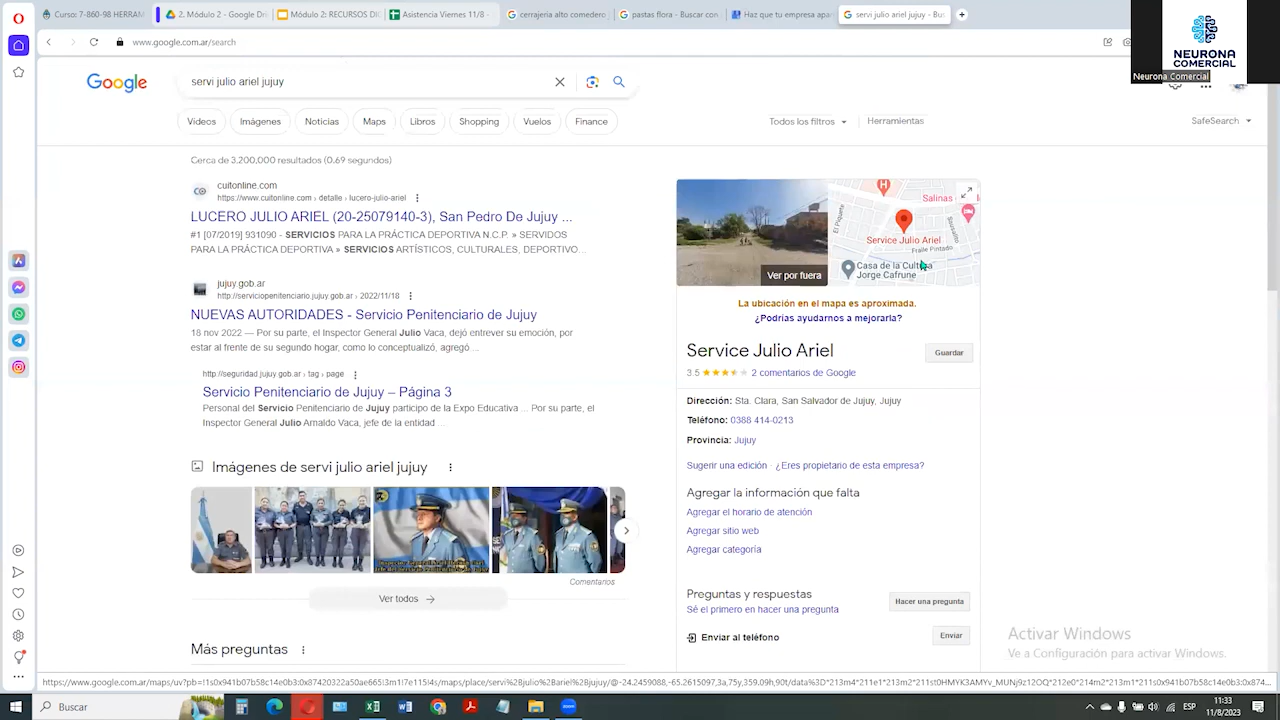 Curso: 7-860-98 HERRAM
2. Módulo 2 - Google Dr
Módulo 2: RECURSOS DI
Asistencia Viernes 11/8
cerrajeria alto comedero
pastas flora - Buscar con
Haz que tu empresa apa
servi julio ariel jujuy - Bus
www.google.com.ar/search
NEURONA
COMERCIAL
Neurona Comercial
Google
servi julio ariel jujuy
Videos
Imágenes
Noticias
Maps
Libros
Shopping
Vuelos
Finance
Todos los filtros
Herramientas
SafeSearch
Cerca de 3.200.000 resultados (0.69 segundos)
cuitonline.com
https://www.cuitonline.com › detalle › lucero-julio-ariel
LUCERO JULIO ARIEL (20-25079140-3), San Pedro De Jujuy ...
#1 [07/2019] 931090 - SERVICIOS PARA LA PRÁCTICA DEPORTIVA N.C.P. » SERVIDOS
PARA LA PRÁCTICA DEPORTIVA » SERVICIOS ARTÍSTICOS, CULTURALES, DEPORTIVO...
jujuy.gob.ar
http://serviciopenitenciario.jujuy.gob.ar › 2022/11/18
NUEVAS AUTORIDADES - Servicio Penitenciario de Jujuy
18 nov 2022 — Por su parte, el Inspector General Julio Vaca, dejó entrever su emoción, por
estar al frente de su segundo hogar, como lo conceptualizó, agregó ...
http://seguridad.jujuy.gob.ar › tag › page
Servicio Penitenciario de Jujuy – Página 3
Personal del Servicio Penitenciario de Jujuy participo de la Expo Educativa ... Por su parte, el
Inspector General Julio Arnaldo Vaca, jefe de la entidad ...
Imágenes de servi julio ariel jujuy
Comentarios
Ver todos
Más preguntas
Ver por fuera
H
Salinas
El Piquete
Service Julio Ariel
Fraile Pintado
Casa de la Cultura
Jorge Cafrune
La ubicación en el mapa es aproximada.
¿Podrías ayudarnos a mejorarla?
Service Julio Ariel
Guardar
3.5
2 comentarios de Google
Dirección: Sta. Clara, San Salvador de Jujuy, Jujuy
Teléfono: 0388 414-0213
Provincia: Jujuy
Sugerir una edición · ¿Eres propietario de esta empresa?
Agregar la información que falta
Agregar el horario de atención
Agregar sitio web
Agregar categoría
Preguntas y respuestas
Sé el primero en hacer una pregunta
Hacer una pregunta
Enviar al teléfono
Enviar
Activar Windows
Ve a Configuración para activar Windows.
Buscar
11:33
12/8/2023